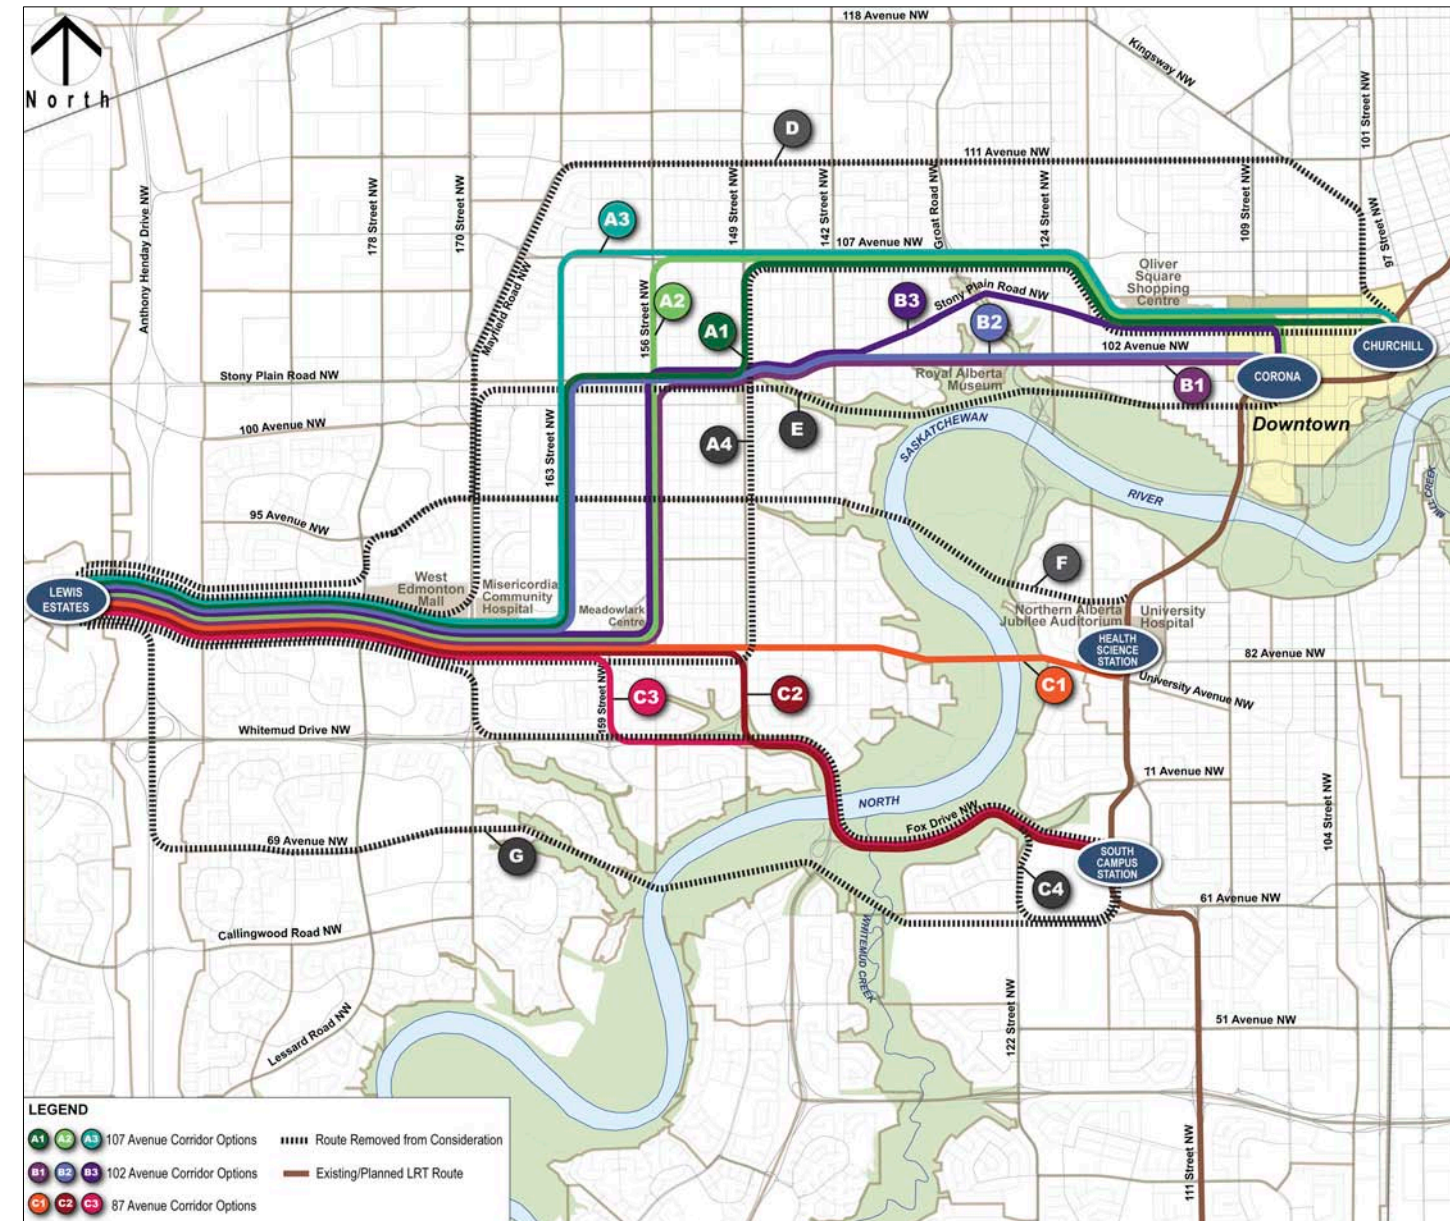 118 Avenue NW
Kingsway NW
North
101 Street NW
D
111 Avenue NW
Anthony Henday Drive NW
178 Street NW
170 Street NW
149 Street NW
142 Street NW
Groat Road NW
124 Street NW
109 Street NW
97 Street NW
A3
107 Avenue NW
Oliver
Square
Shopping
Centre
Mayfield Road NW
156 Street NW
A2
B3
Stony Plain Road NW
A1
B2
102 Avenue NW
CHURCHILL
Stony Plain Road NW
Royal Alberta
Museum
B1
CORONA
100 Avenue NW
163 Street NW
A4
E
SASKATCHEWAN
Downtown
RIVER
MILL CREEK
95 Avenue NW
F
LEWIS
ESTATES
West
Edmonton
Mall
Misericordia
Community
Hospital
Meadowlark
Centre
Northern Alberta
Jubilee Auditorium
University
Hospital
HEALTH
SCIENCE
STATION
82 Avenue NW
C1
University Avenue NW
159 Street NW
C3
C2
Whitemud Drive NW
71 Avenue NW
NORTH
Fox Drive NW
104 Street NW
69 Avenue NW
G
SOUTH
CAMPUS
STATION
C4
61 Avenue NW
Callingwood Road NW
WHITEMUD CREEK
Lessard Road NW
122 Street NW
51 Avenue NW
111 Street NW
LEGEND
A1 A2 A3 107 Avenue Corridor Options
Route Removed from Consideration
B1 B2 B3 102 Avenue Corridor Options
Existing/Planned LRT Route
C1 C2 C3 87 Avenue Corridor Options